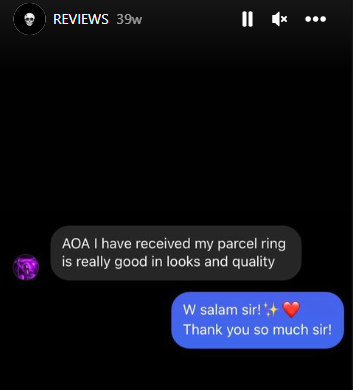 REVIEWS 39w
AOA I have received my parcel ring
is really good in looks and quality
W salam sir!✨ ❤️
Thank you so much sir!